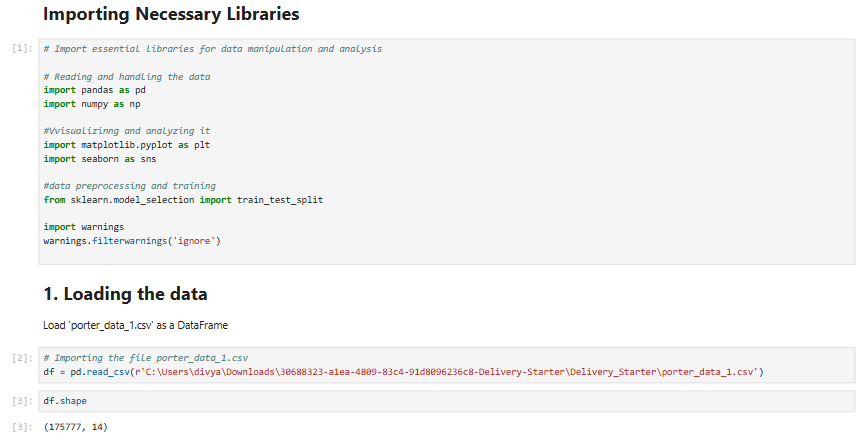 Importing Necessary Libraries
[1]: # Import essential libraries for data manipulation and analysis
# Reading and handling the data
import pandas as pd
import numpy as np
#Vvisualizinng and analyzing it
import matplotlib.pyplot as plt
import seaborn as sns
#data preprocessing and training
from sklearn.model_selection import train_test_split
import warnings
warnings.filterwarnings('ignore')
1. Loading the data
Load 'porter_data_1.csv' as a DataFrame
[2]: # Importing the file porter_data_1.csv
df = pd.read_csv(r'C:\Users\divya\Downloads\30688323-a1ea-4809-83c4-91d8096236c8-Delivery-Starter\Delivery_Starter\porter_data_1.csv')
[3]: df.shape
[3]: (175777, 14)